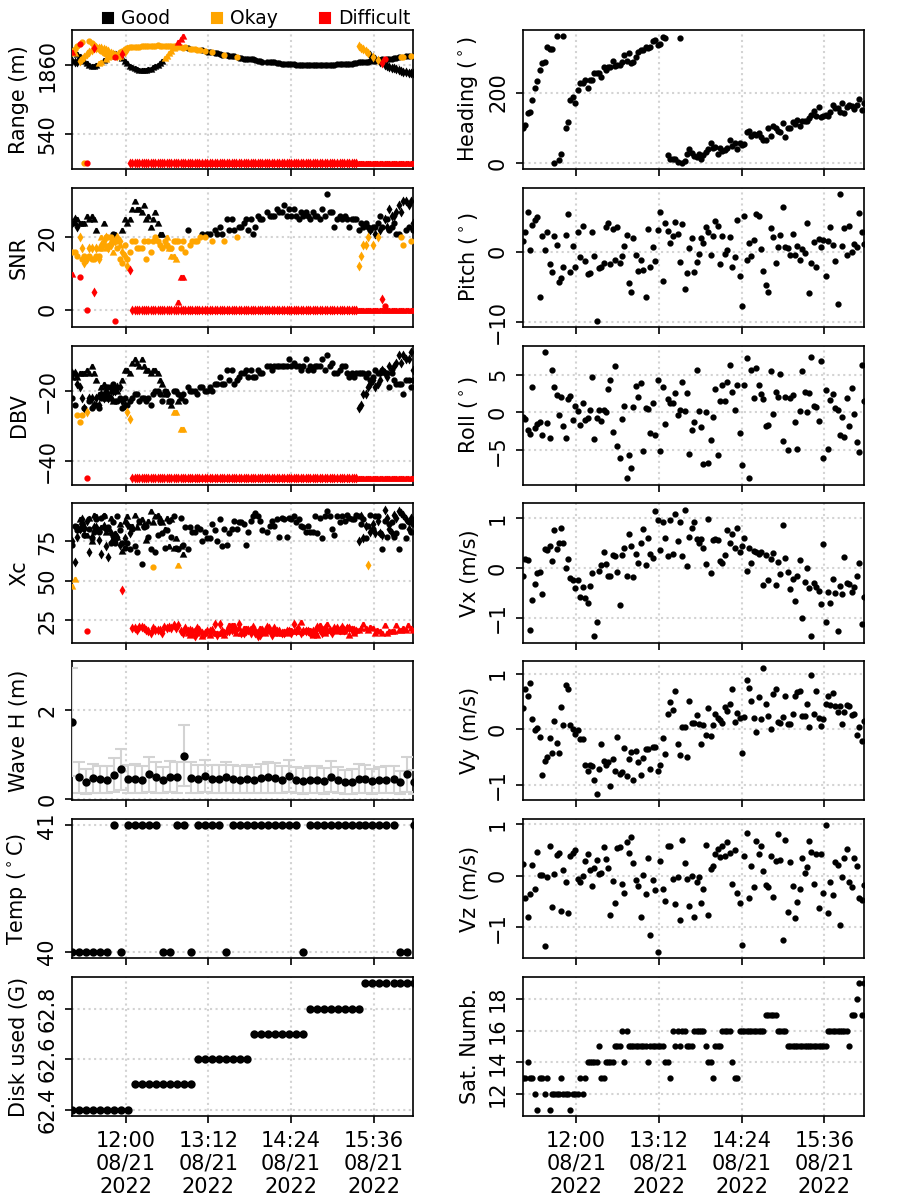 Good Okay Difficult
Range (m)
1860
540
Heading (°)
200
0
SNR
20
0
Pitch (°)
0
−10
DBV
−20
−40
Roll (°)
5
0
−5
Xc
75
50
25
Vx (m/s)
1
0
−1
Wave H (m)
2
0
Vy (m/s)
1
0
−1
Temp (°C)
41
40
Vz (m/s)
1
0
−1
Disk used (G)
62.8
62.6
62.4
Sat. Numb.
18
16
14
12
12:00 13:12 14:24 15:36
08/21 08/21 08/21 08/21
2022 2022 2022 2022
12:00 13:12 14:24 15:36
08/21 08/21 08/21 08/21
2022 2022 2022 2022